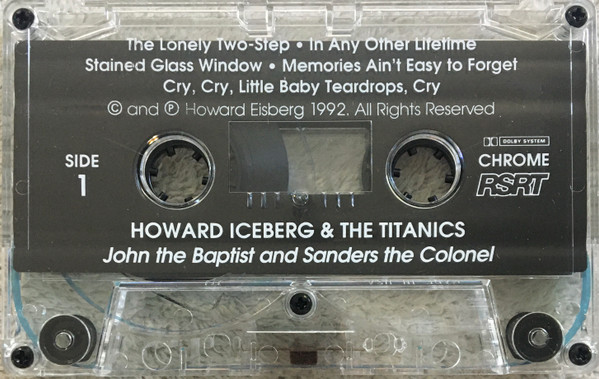 The Lonely Two-Step • In Any Other Lifetime
Stained Glass Window • Memories Ain't Easy to Forget
Cry, Cry, Little Baby Teardrops, Cry
© and ℗ Howard Eisberg 1992. All Rights Reserved
SIDE
1
DOLBY SYSTEM
CHROME
RSRT
HOWARD ICEBERG & THE TITANICS
John the Baptist and Sanders the Colonel